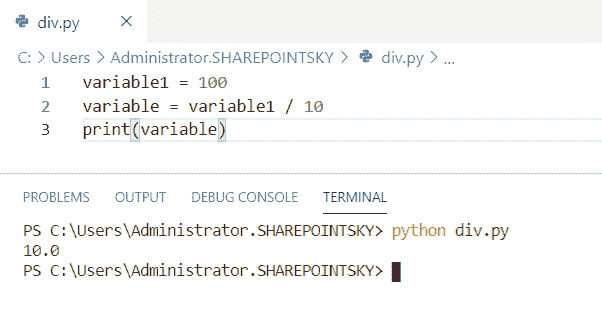 div.py
C: > Users > Administrator.SHAREPOINTSKY > div.py > ...
1 variable1 = 100
2 variable = variable1 / 10
3 print(variable)
PROBLEMS OUTPUT DEBUG CONSOLE TERMINAL
PS C:\Users\Administrator.SHAREPOINTSKY> python div.py
10.0
PS C:\Users\Administrator.SHAREPOINTSKY>